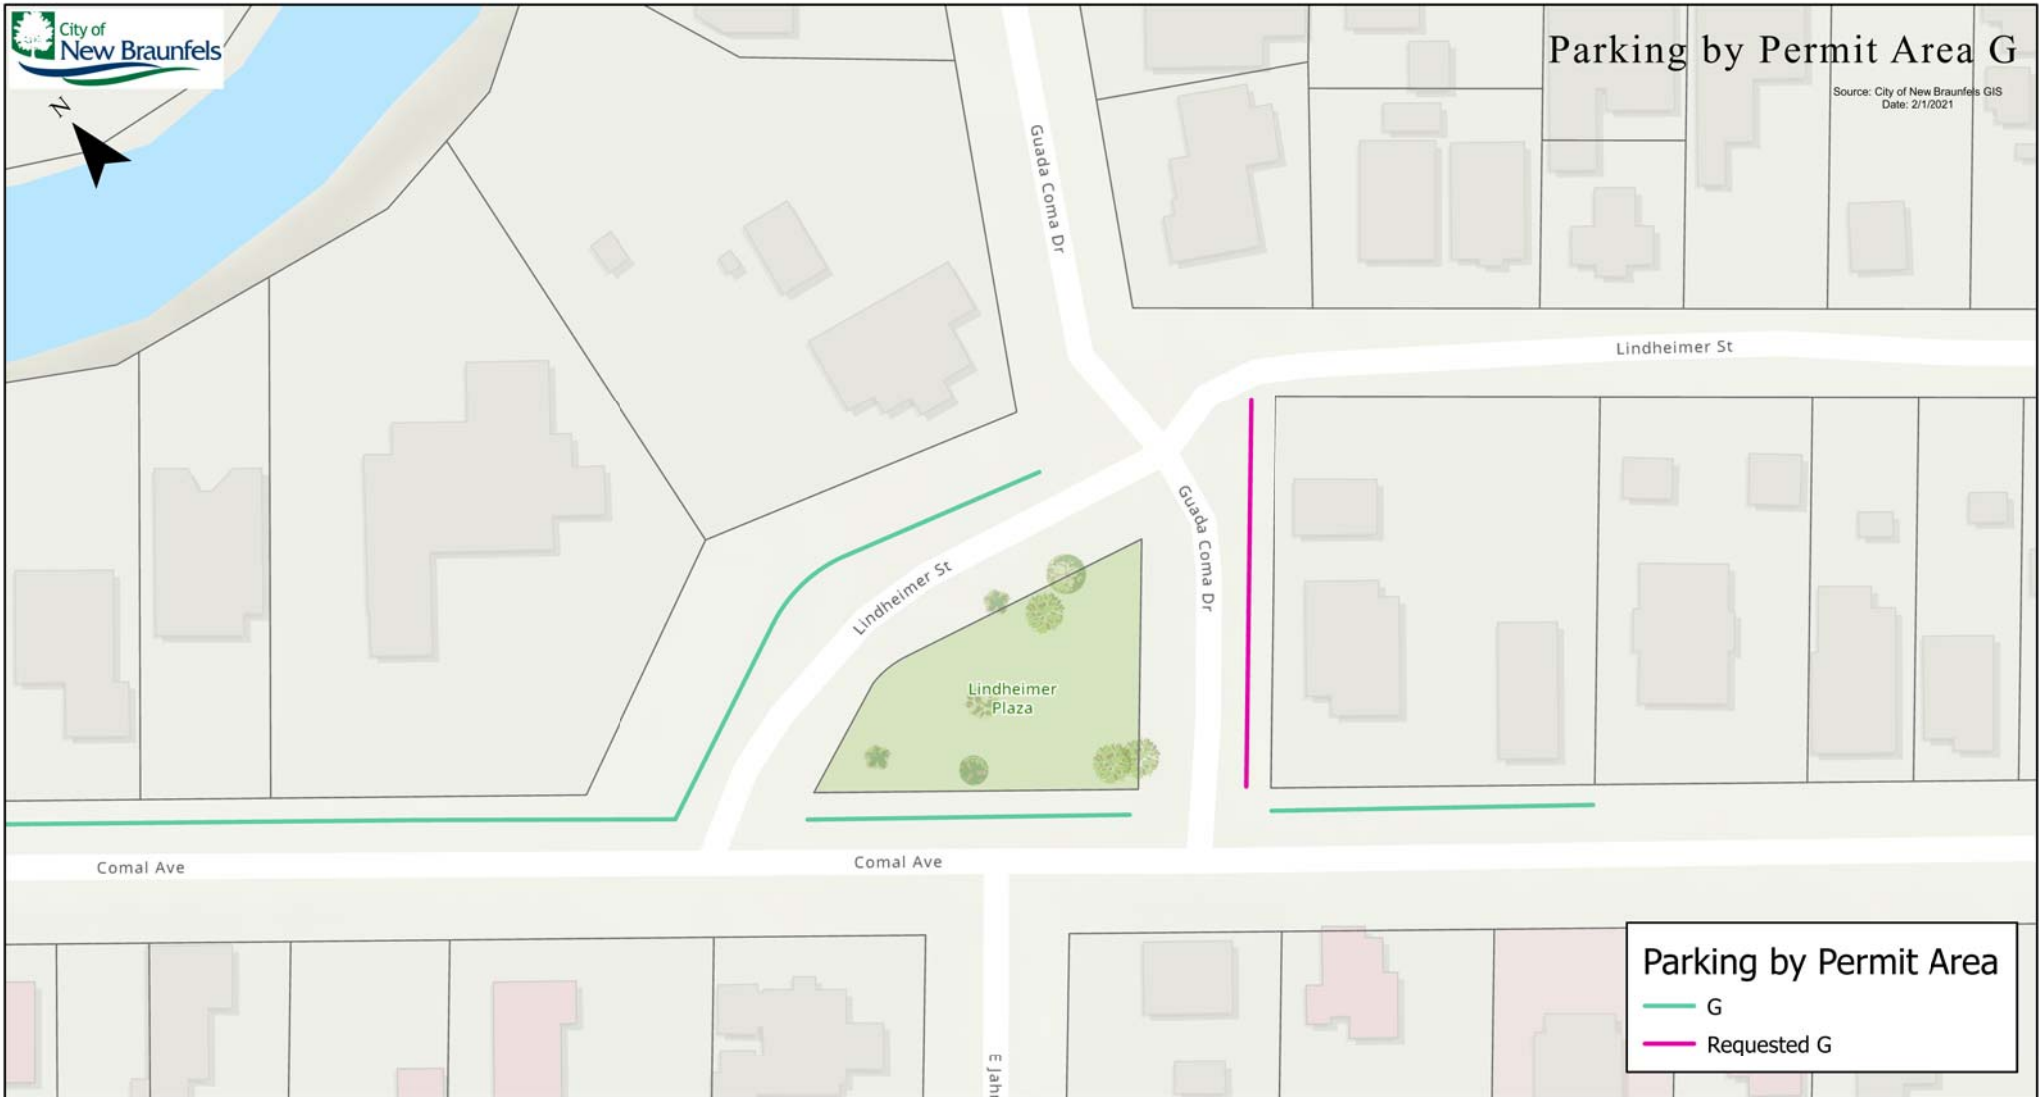 City of
New Braunfels
N
Parking by Permit Area G
Source: City of New Braunfels GIS
Date: 2/1/2021
Guada Coma Dr
Lindheimer St
Guada Coma Dr
Lindheimer St
Lindheimer
Plaza
Comal Ave
Comal Ave
E Jahn
Parking by Permit Area
G
Requested G